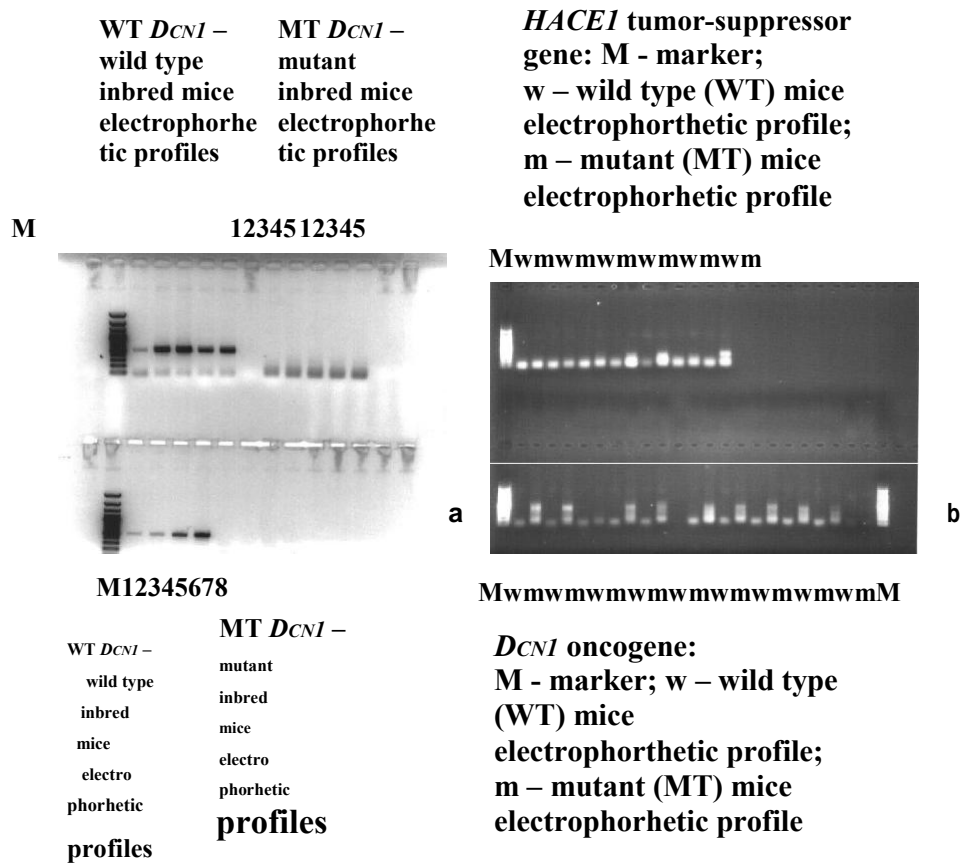 WT DCN1 –
wild type
inbred mice
electrophorhe
tic profiles
MT DCN1 –
mutant
inbred mice
electrophorhe
tic profiles
HACE1 tumor-suppressor
gene: M - marker;
w – wild type (WT) mice
electrophorthetic profile;
m – mutant (MT) mice
electrophorhetic profile
M 1234512345
Mwmwmwmwmwmwm
a
b
M12345678
Mwmwmwmwmwmwmwmwmwm
WT DCN1 –
wild type
inbred
mice
electro
phorhetic
profiles
MT DCN1 –
mutant
inbred
mice
electro
phorhetic
profiles
DCN1 oncogene:
M - marker; w – wild type
(WT) mice
electrophorthetic profile;
m – mutant (MT) mice
electrophorhetic profile